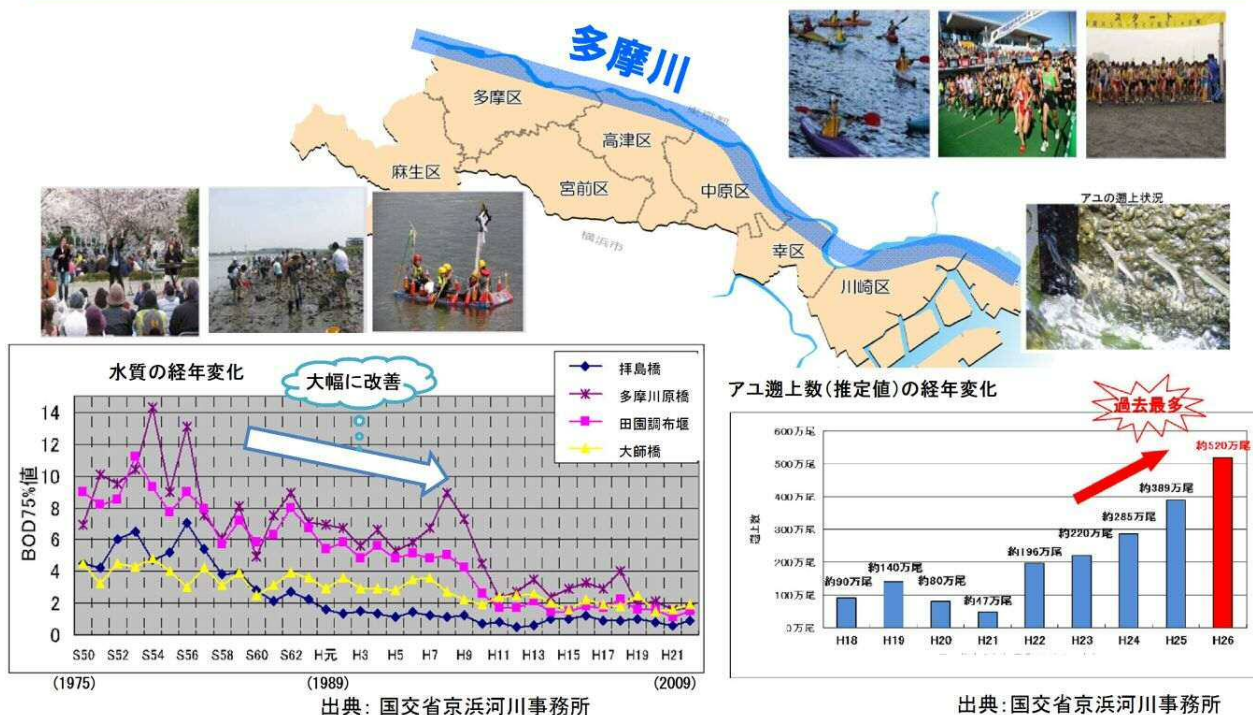 多摩川
多摩区
高津区
麻生区
宮前区
中原区
幸区
川崎区
東京都
横浜市
スタート
アユの遡上状況
水質の経年変化
大幅に改善
拝島橋
多摩川原橋
田園調布堰
大師橋
BOD75%値
14
12
10
8
6
4
2
0
S50 S52 S54 S56 S58 S60 S62 H元 H3 H5 H7 H9 H11 H13 H15 H17 H19 H21
(1975) (1989) (2009)
出典: 国交省京浜河川事務所
アユ遡上数(推定値)の経年変化
過去最多
遡上数
600万尾
500万尾
400万尾
300万尾
200万尾
100万尾
0万尾
約90万尾
約140万尾
約80万尾
約47万尾
約196万尾
約220万尾
約285万尾
約389万尾
約520万尾
H18 H19 H20 H21 H22 H23 H24 H25 H26
出典: 国交省京浜河川事務所